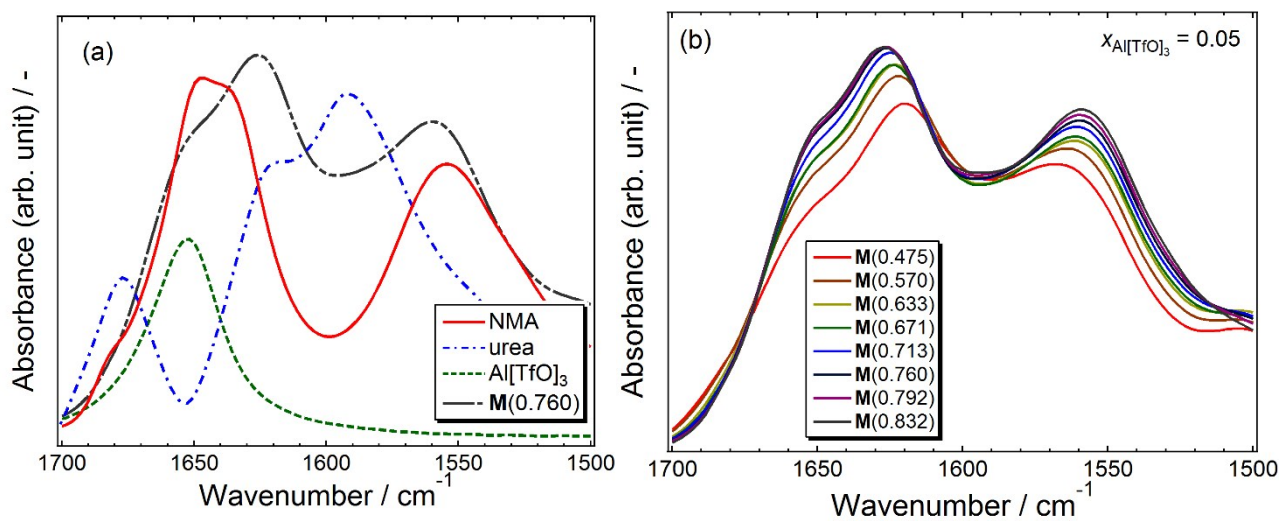 (a)
Absorbance (arb. unit) / -
NMA
urea
Al[TfO]₃
M(0.760)
1700 1650 1600 1550 1500
Wavenumber / cm⁻¹
(b)
x_Al[TfO]₃ = 0.05
Absorbance (arb. unit) / -
M(0.475)
M(0.570)
M(0.633)
M(0.671)
M(0.713)
M(0.760)
M(0.792)
M(0.832)
1700 1650 1600 1550 1500
Wavenumber / cm⁻¹